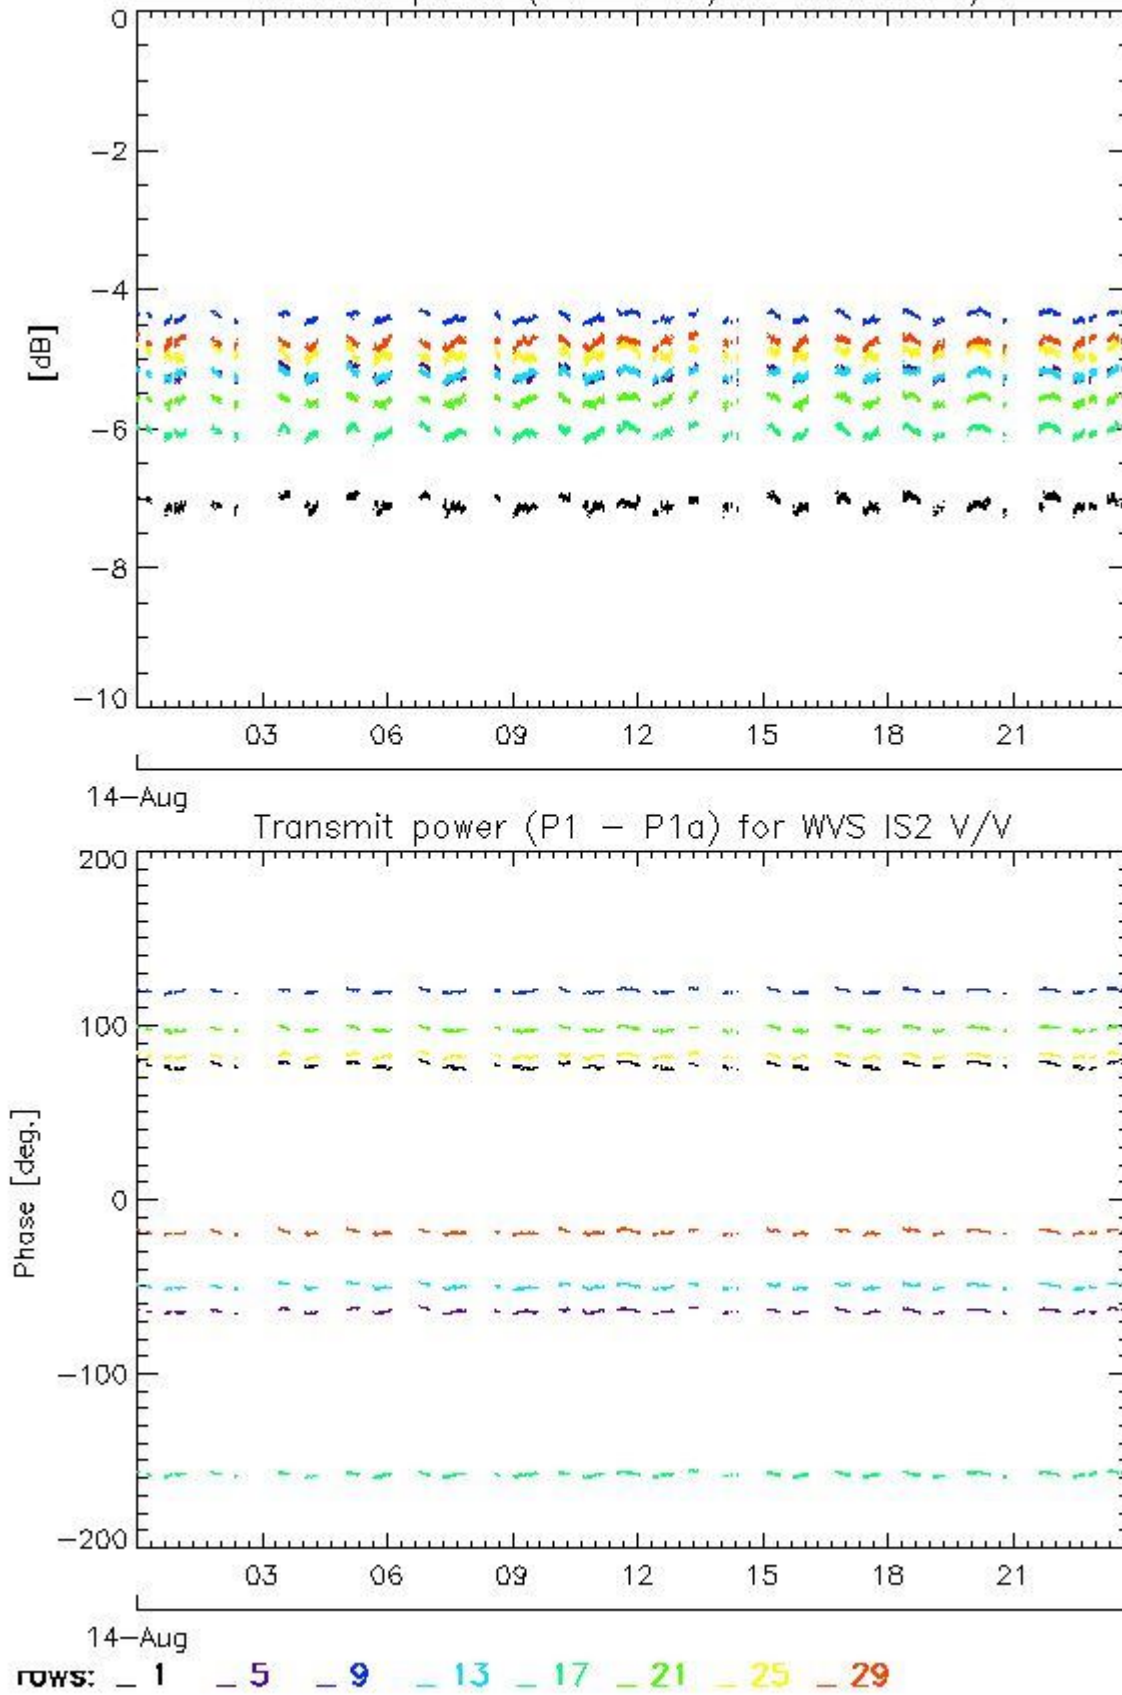 0
-2
-4
[dB]
-6
-8
-10
03 06 09 12 15 18 21
14-Aug
Transmit power (P1 - P1a) for WVS IS2 V/V
200
100
Phase [deg.]
0
-100
-200
03 06 09 12 15 18 21
14-Aug
rows: _ 1 _ 5 _ 9 _ 13 _ 17 _ 21 _ 25 _ 29